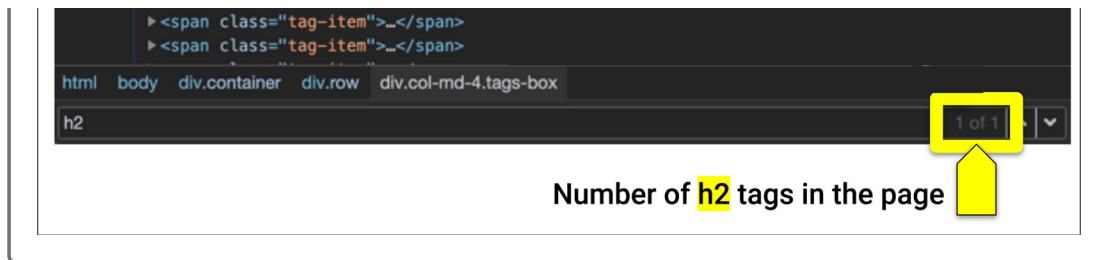 ▶<span class="tag-item">…</span>
▶<span class="tag-item">…</span>
html body div.container div.row div.col-md-4.tags-box
h2 1 of 1
Number of h2 tags in the page